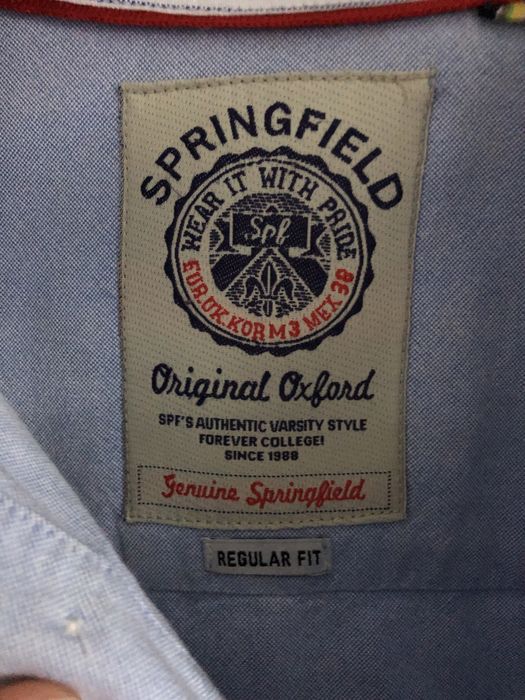 SPRINGFIELD
WEAR IT WITH PRIDE
Spf
EUR.UK.KOR M3 MEX 38
Original Oxford
SPF'S AUTHENTIC VARSITY STYLE
FOREVER COLLEGE!
SINCE 1988
Genuine Springfield
REGULAR FIT